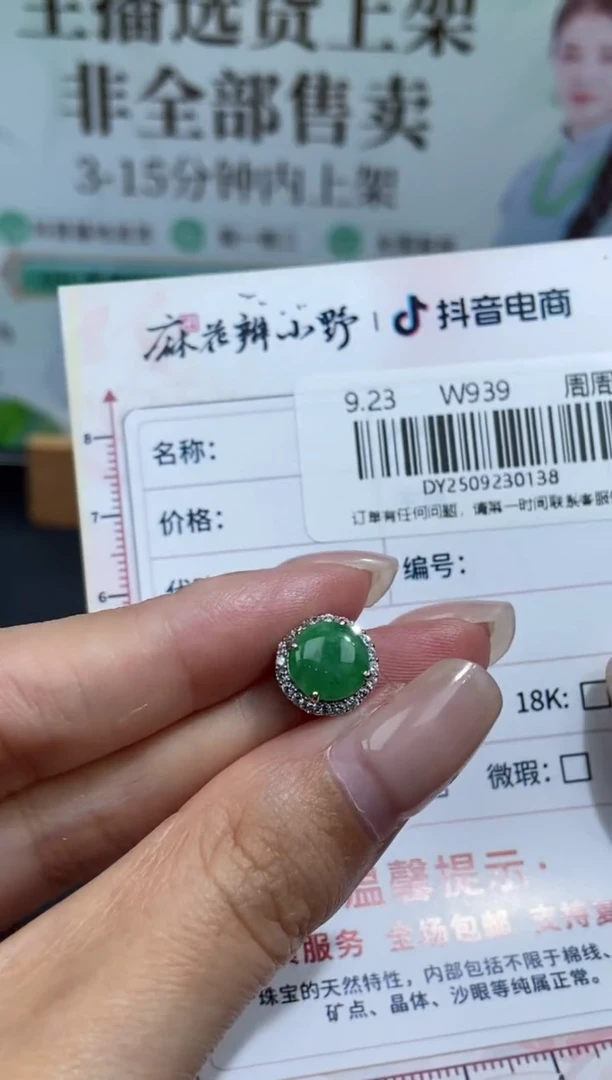 主播选货上架
非全部售卖
3-15分钟内上架
麻花辫小野 | 抖音电商
9.23 W939 周周
DY2509230138
订单有任何问题，请第一时间联系客服
8
名称：
7
价格：
6
编号：
18K：
微瑕：
温馨提示：
服务 全场包邮 支持
珠宝的天然特性，内部包括不限于棉线、
矿点、晶体、沙眼等纯属正常。